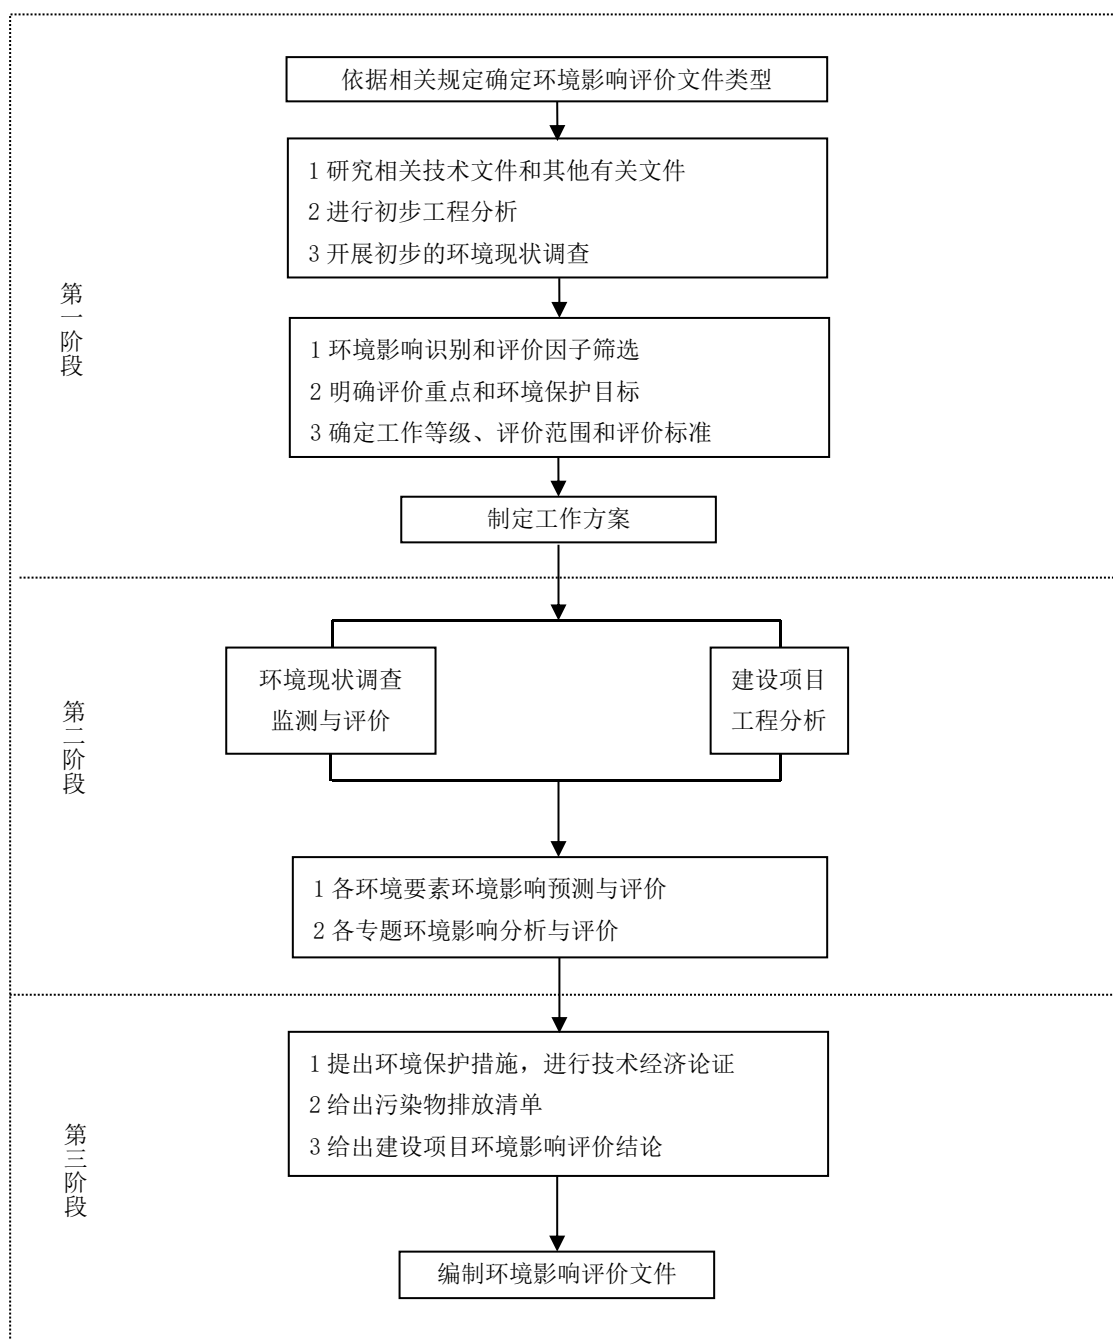 依据相关规定确定环境影响评价文件类型
1 研究相关技术文件和其他有关文件
2 进行初步工程分析
3 开展初步的环境现状调查
第一阶段
1 环境影响识别和评价因子筛选
2 明确评价重点和环境保护目标
3 确定工作等级、评价范围和评价标准
制定工作方案
环境现状调查
监测与评价
建设项目
工程分析
第二阶段
1 各环境要素环境影响预测与评价
2 各专题环境影响分析与评价
1 提出环境保护措施，进行技术经济论证
2 给出污染物排放清单
3 给出建设项目环境影响评价结论
第三阶段
编制环境影响评价文件